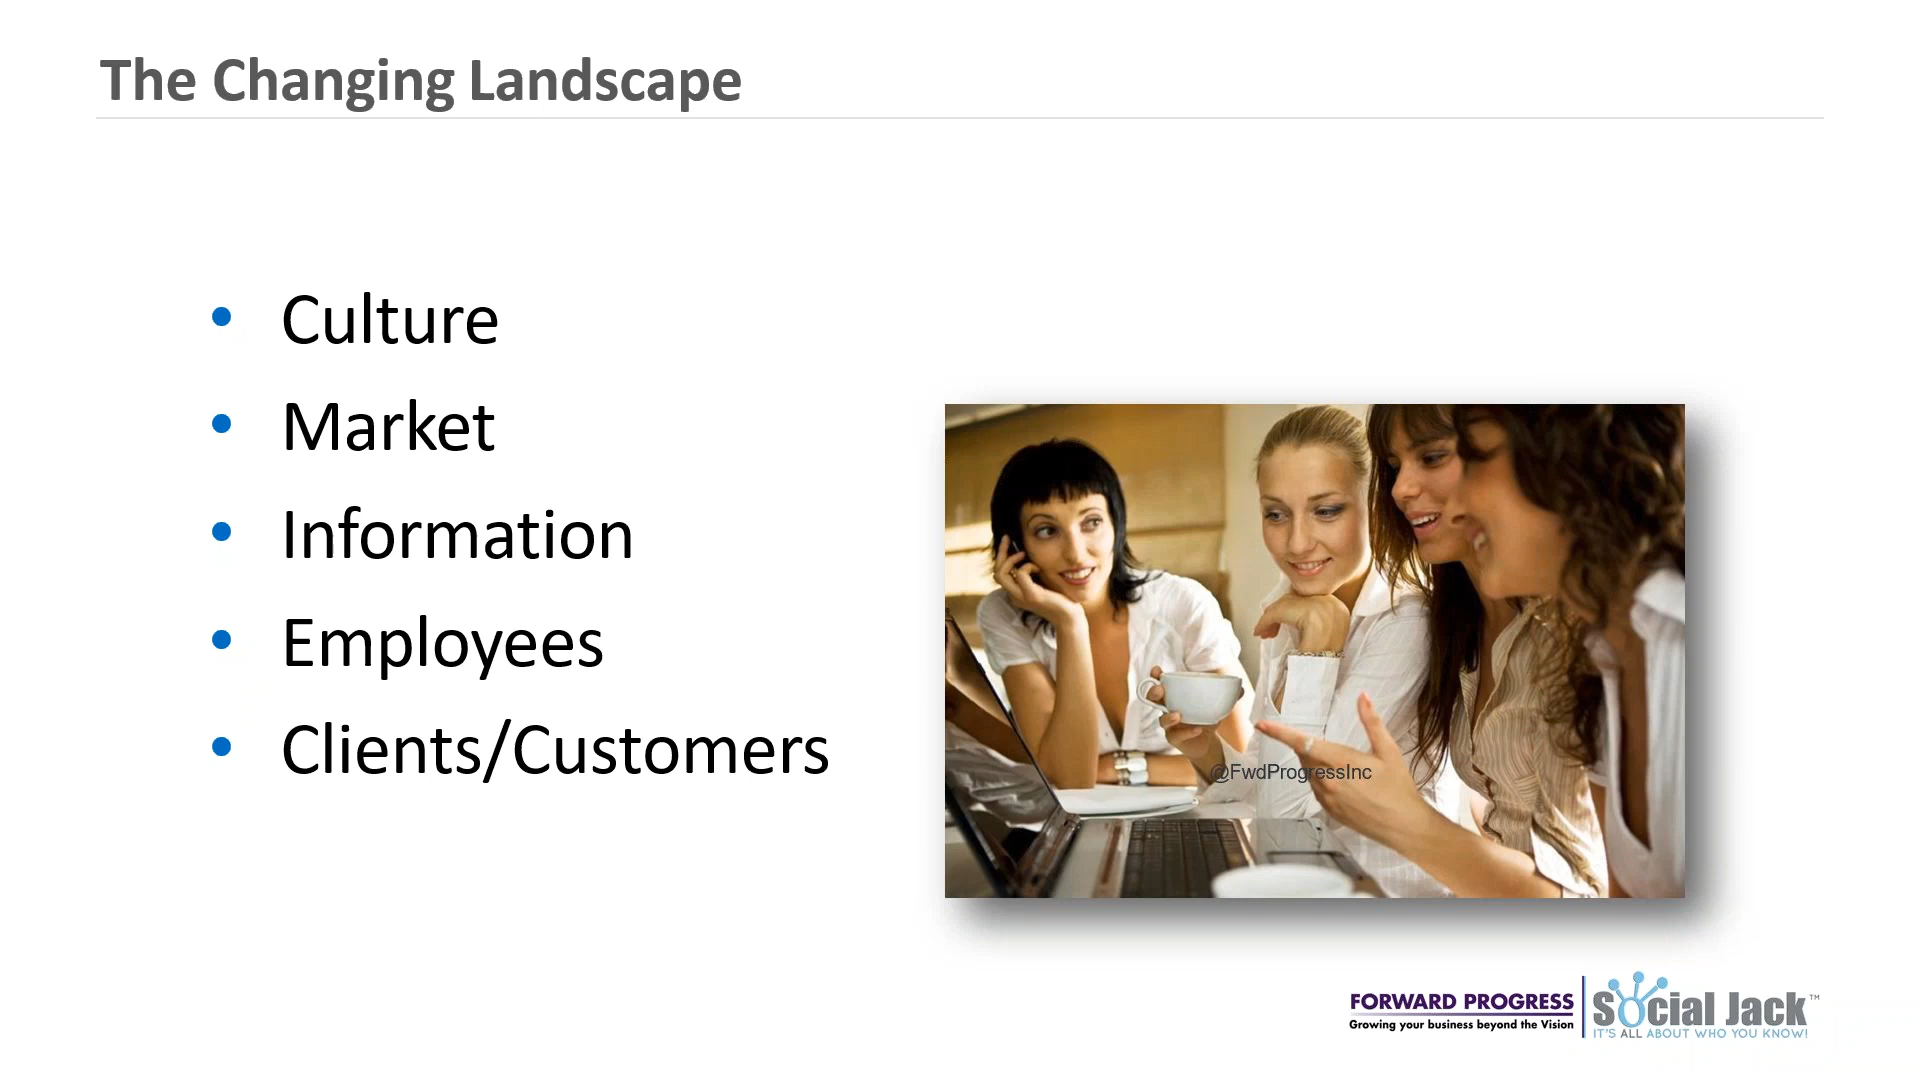 The Changing Landscape
• Culture
• Market
• Information
• Employees
• Clients/Customers
@FwdProgressInc
FORWARD PROGRESS
Growing your business beyond the Vision
Social Jack™
IT'S ALL ABOUT WHO YOU KNOW!